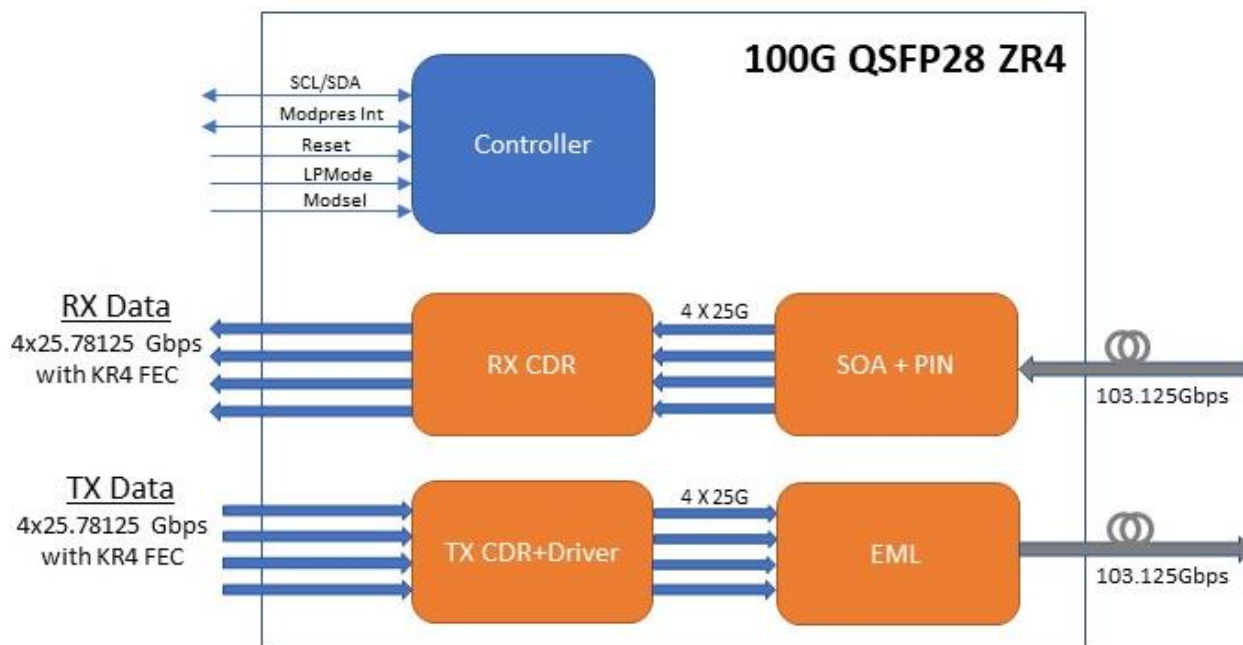 100G QSFP28 ZR4
SCL/SDA
Modpres Int
Reset
LPMode
Modsel
Controller
RX Data
4x25.78125 Gbps
with KR4 FEC
RX CDR
4 X 25G
SOA + PIN
103.125Gbps
TX Data
4x25.78125 Gbps
with KR4 FEC
TX CDR+Driver
4 X 25G
EML
103.125Gbps